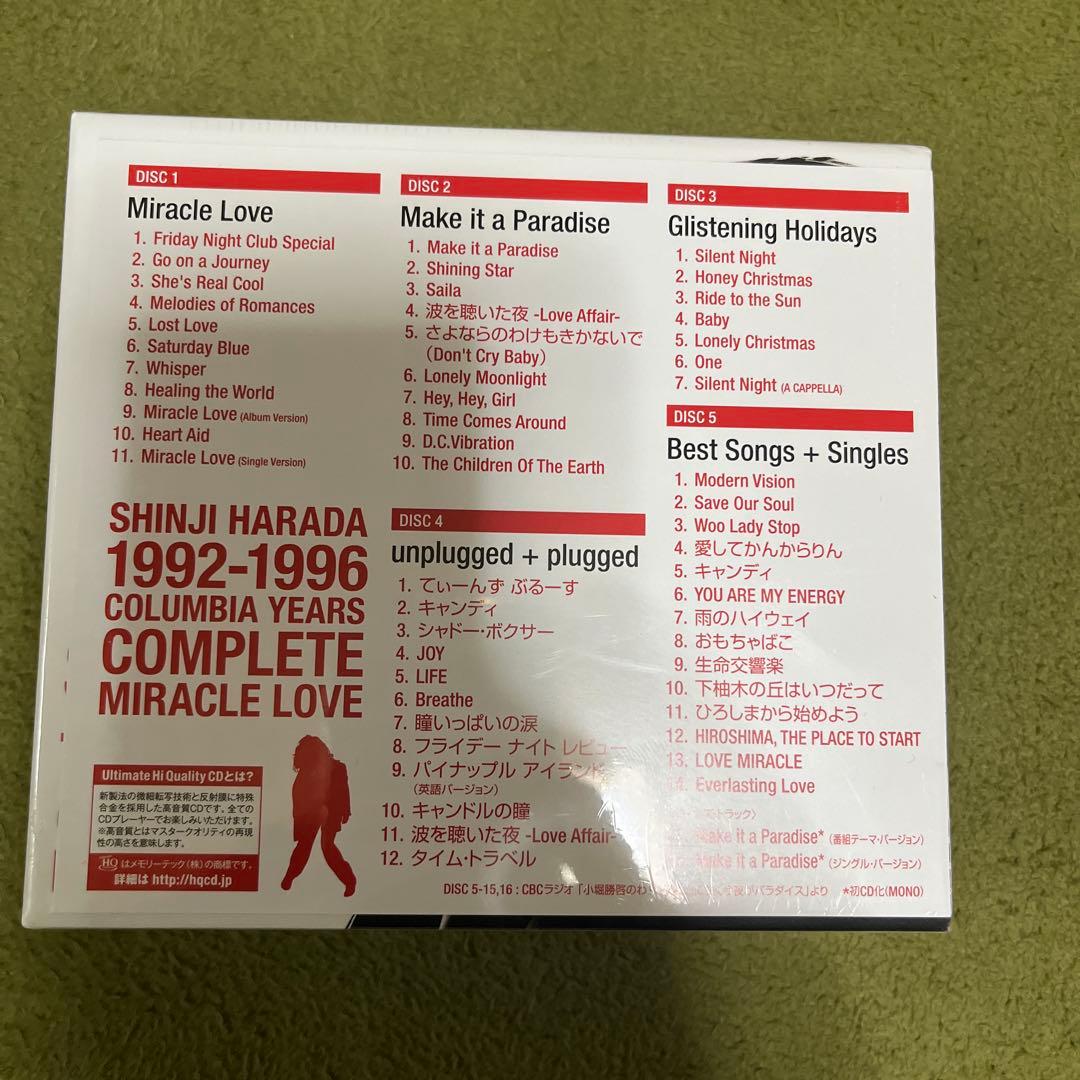 DISC 1
Miracle Love
1. Friday Night Club Special
2. Go on a Journey
3. She's Real Cool
4. Melodies of Romances
5. Lost Love
6. Saturday Blue
7. Whisper
8. Healing the World
9. Miracle Love (Album Version)
10. Heart Aid
11. Miracle Love (Single Version)
SHINJI HARADA
1992-1996
COLUMBIA YEARS
COMPLETE
MIRACLE LOVE
Ultimate Hi Quality CDとは?
新製法の微細転写技術と反射膜に特殊
合金を採用した高音質CDです。全ての
CDプレーヤーでお楽しみいただけます。
※高音質とはマスタークオリティの再現
性の高さを意味します。
HQ はメモリーテック(株)の商標です。
詳細は http://hqcd.jp
DISC 2
Make it a Paradise
1. Make it a Paradise
2. Shining Star
3. Saila
4. 波を聴いた夜 -Love Affair-
5. さよならのわけもきかないで
(Don't Cry Baby)
6. Lonely Moonlight
7. Hey, Hey, Girl
8. Time Comes Around
9. D.C.Vibration
10. The Children Of The Earth
DISC 4
unplugged + plugged
1. てぃーんず ぶるーす
2. キャンディ
3. シャドー・ボクサー
4. JOY
5. LIFE
6. Breathe
7. 瞳いっぱいの涙
8. フライデー ナイト レビュー
9. パイナップル アイランド
(英語バージョン)
10. キャンドルの瞳
11. 波を聴いた夜 -Love Affair-
12. タイム・トラベル
DISC 3
Glistening Holidays
1. Silent Night
2. Honey Christmas
3. Ride to the Sun
4. Baby
5. Lonely Christmas
6. One
7. Silent Night (A CAPPELLA)
DISC 5
Best Songs + Singles
1. Modern Vision
2. Save Our Soul
3. Woo Lady Stop
4. 愛してかんからりん
5. キャンディ
6. YOU ARE MY ENERGY
7. 雨のハイウェイ
8. おもちゃばこ
9. 生命交響楽
10. 下柚木の丘はいつだって
11. ひろしまから始めよう
12. HIROSHIMA, THE PLACE TO START
13. LOVE MIRACLE
14. Everlasting Love
トラック〉
Make it a Paradise* (番組テーマ・バージョン)
Make it a Paradise* (ジングル・バージョン)
DISC 5-15,16 : CBCラジオ「小堀勝啓のわ パラダイス」より *初CD化(MONO)